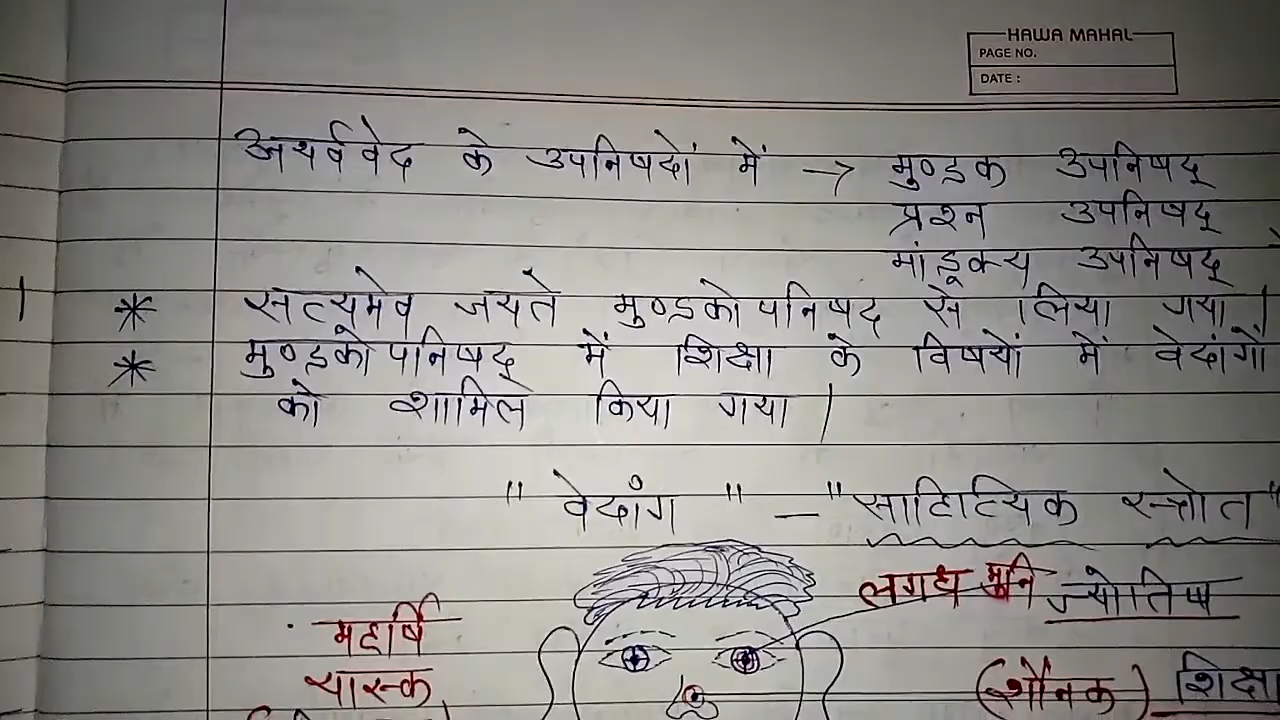 HAWA MAHAL
PAGE NO.
DATE :
अथर्ववेद के उपनिषदों में → मुण्डक उपनिषद्
प्रश्न उपनिषद्
मांडूक्य उपनिषद्
* सत्यमेव जयते मुण्डकोपनिषद से लिया गया।
* मुण्डकोपनिषद् में शिक्षा के विषयों में वेदांगों
को शामिल किया गया।
" वेदांग " — "साहित्यिक स्त्रोत"
लगध मुनि ज्योतिष
महर्षि
यास्क
(शौनक) शिक्षा